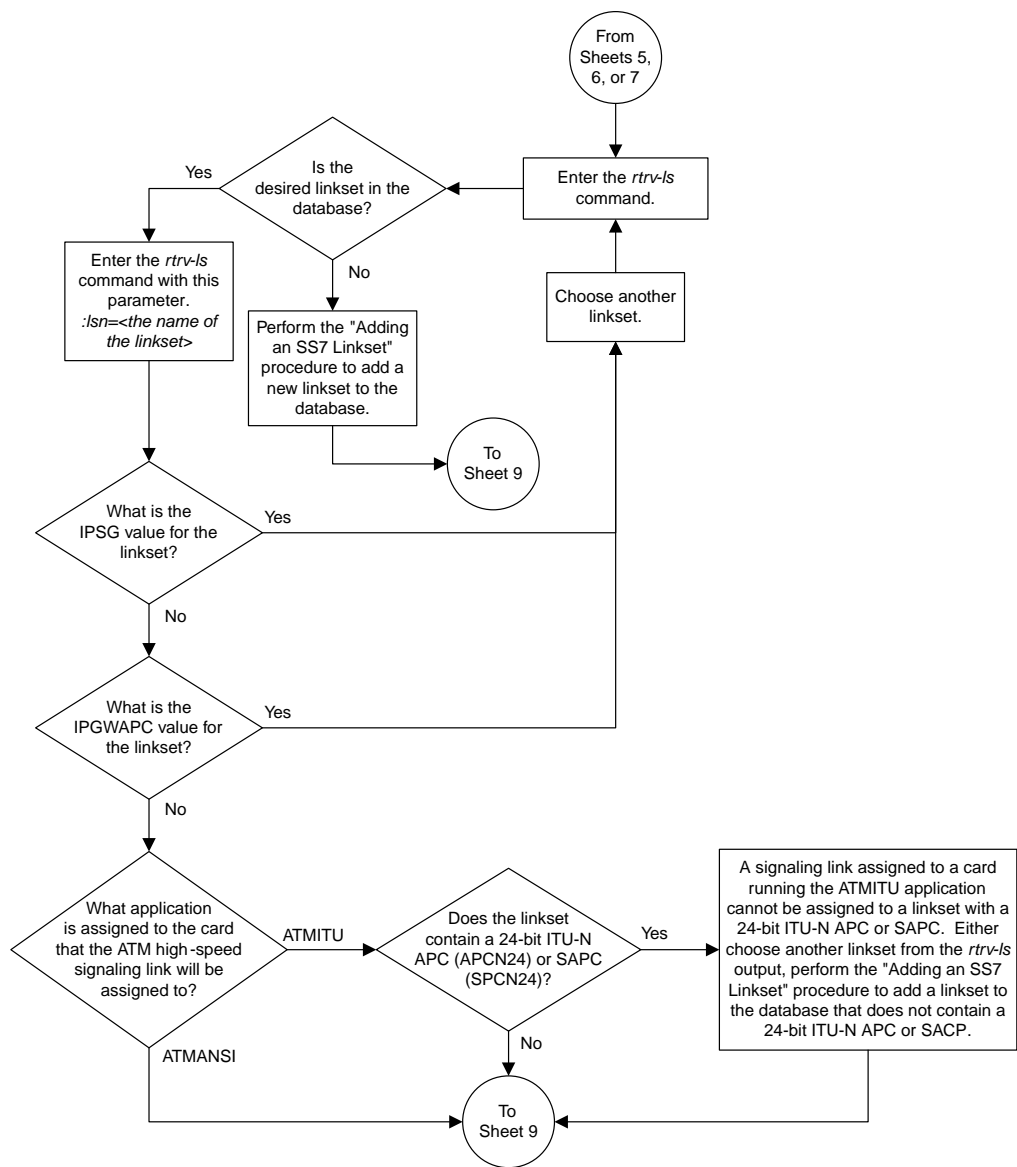 From
Sheets 5,
6, or 7
Enter the rtrv-ls
command.
Is the
desired linkset in the
database?
Yes
No
Enter the rtrv-ls
command with this
parameter.
:lsn=<the name of
the linkset>
Perform the "Adding
an SS7 Linkset"
procedure to add a
new linkset to the
database.
Choose another
linkset.
To
Sheet 9
What is the
IPSG value for the
linkset?
Yes
No
What is the
IPGWAPC value for
the linkset?
Yes
No
What application
is assigned to the card
that the ATM high-speed
signaling link will be
assigned to?
ATMITU
ATMANSI
Does the linkset
contain a 24-bit ITU-N
APC (APCN24) or SAPC
(SPCN24)?
Yes
No
A signaling link assigned to a card
running the ATMITU application
cannot be assigned to a linkset with a
24-bit ITU-N APC or SAPC.  Either
choose another linkset from the rtrv-ls
output, perform the "Adding an SS7
Linkset" procedure to add a linkset to
the database that does not contain a
24-bit ITU-N APC or SACP.
To
Sheet 9